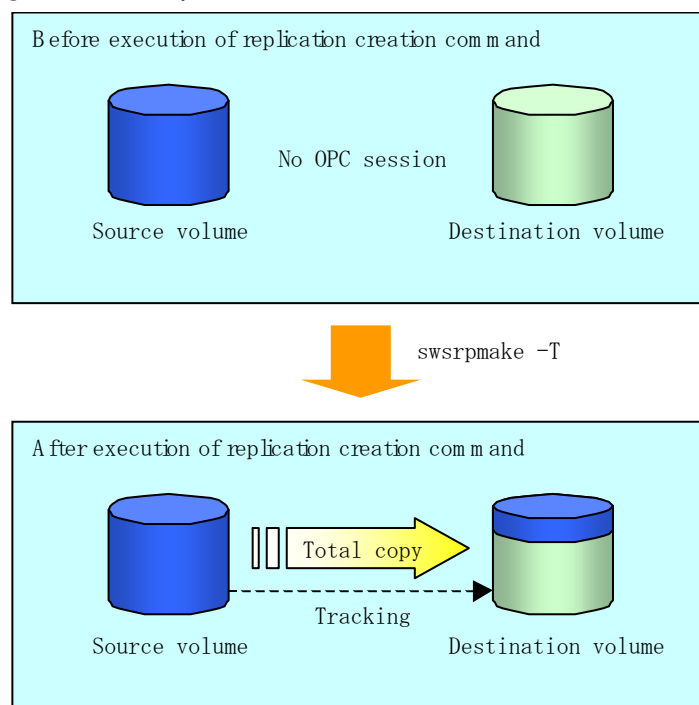 Before execution of replication creation command
No OPC session
Source volume
Destination volume
swsrpmake -T
After execution of replication creation command
Total copy
Tracking
Source volume
Destination volume